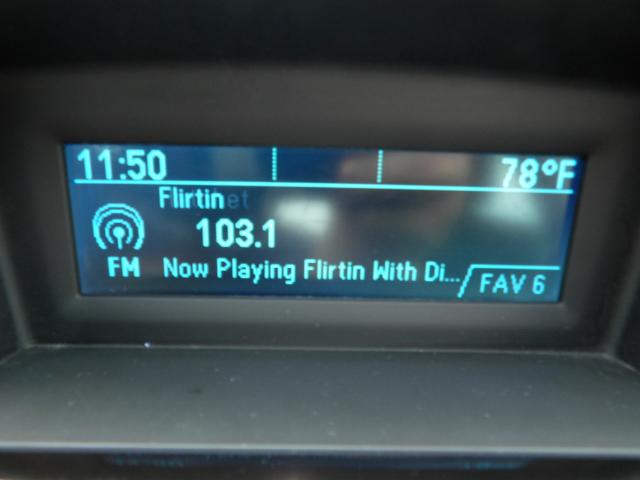 11:50 78°F
Flirtin
103.1
FM Now Playing Flirtin With Di... FAV 6